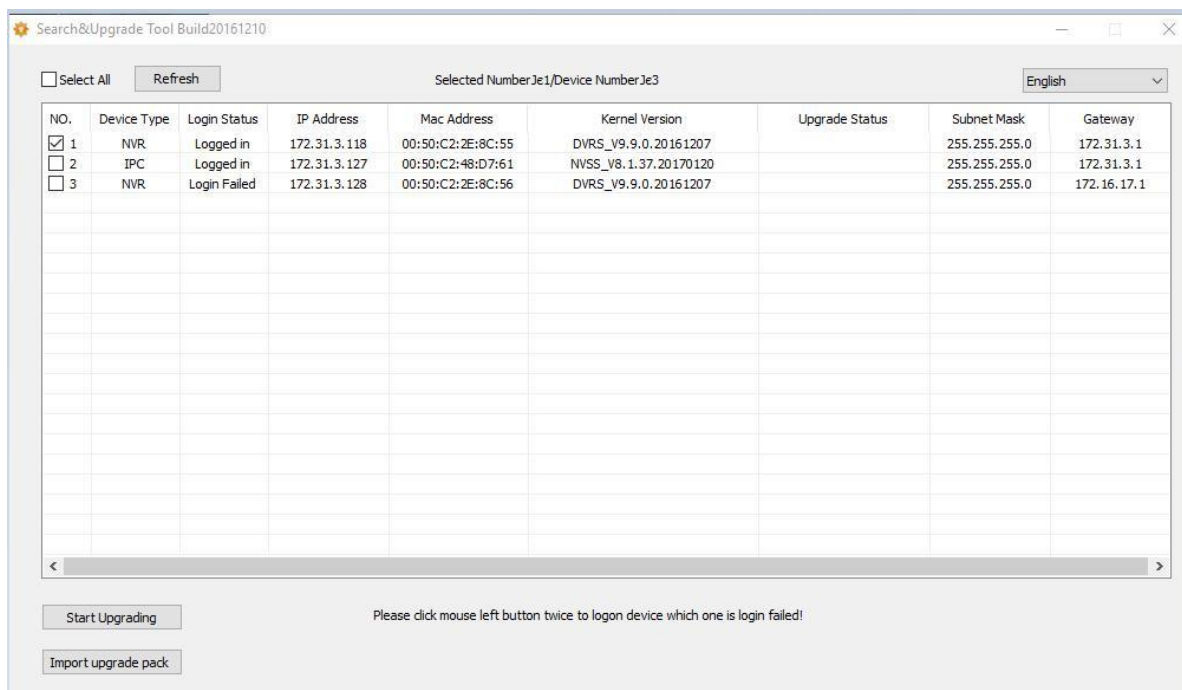 Search&Upgrade Tool Build20161210
Select All Refresh Selected NumberJє1/Device NumberJє3 English
NO. Device Type Login Status IP Address Mac Address Kernel Version Upgrade Status Subnet Mask Gateway
1 NVR Logged in 172.31.3.118 00:50:C2:2E:8C:55 DVRS_V9.9.0.20161207 255.255.255.0 172.31.3.1
2 IPC Logged in 172.31.3.127 00:50:C2:48:D7:61 NVSS_V8.1.37.20170120 255.255.255.0 172.31.3.1
3 NVR Login Failed 172.31.3.128 00:50:C2:2E:8C:56 DVRS_V9.9.0.20161207 255.255.255.0 172.16.17.1
Start Upgrading Please click mouse left button twice to logon device which one is login failed!
Import upgrade pack